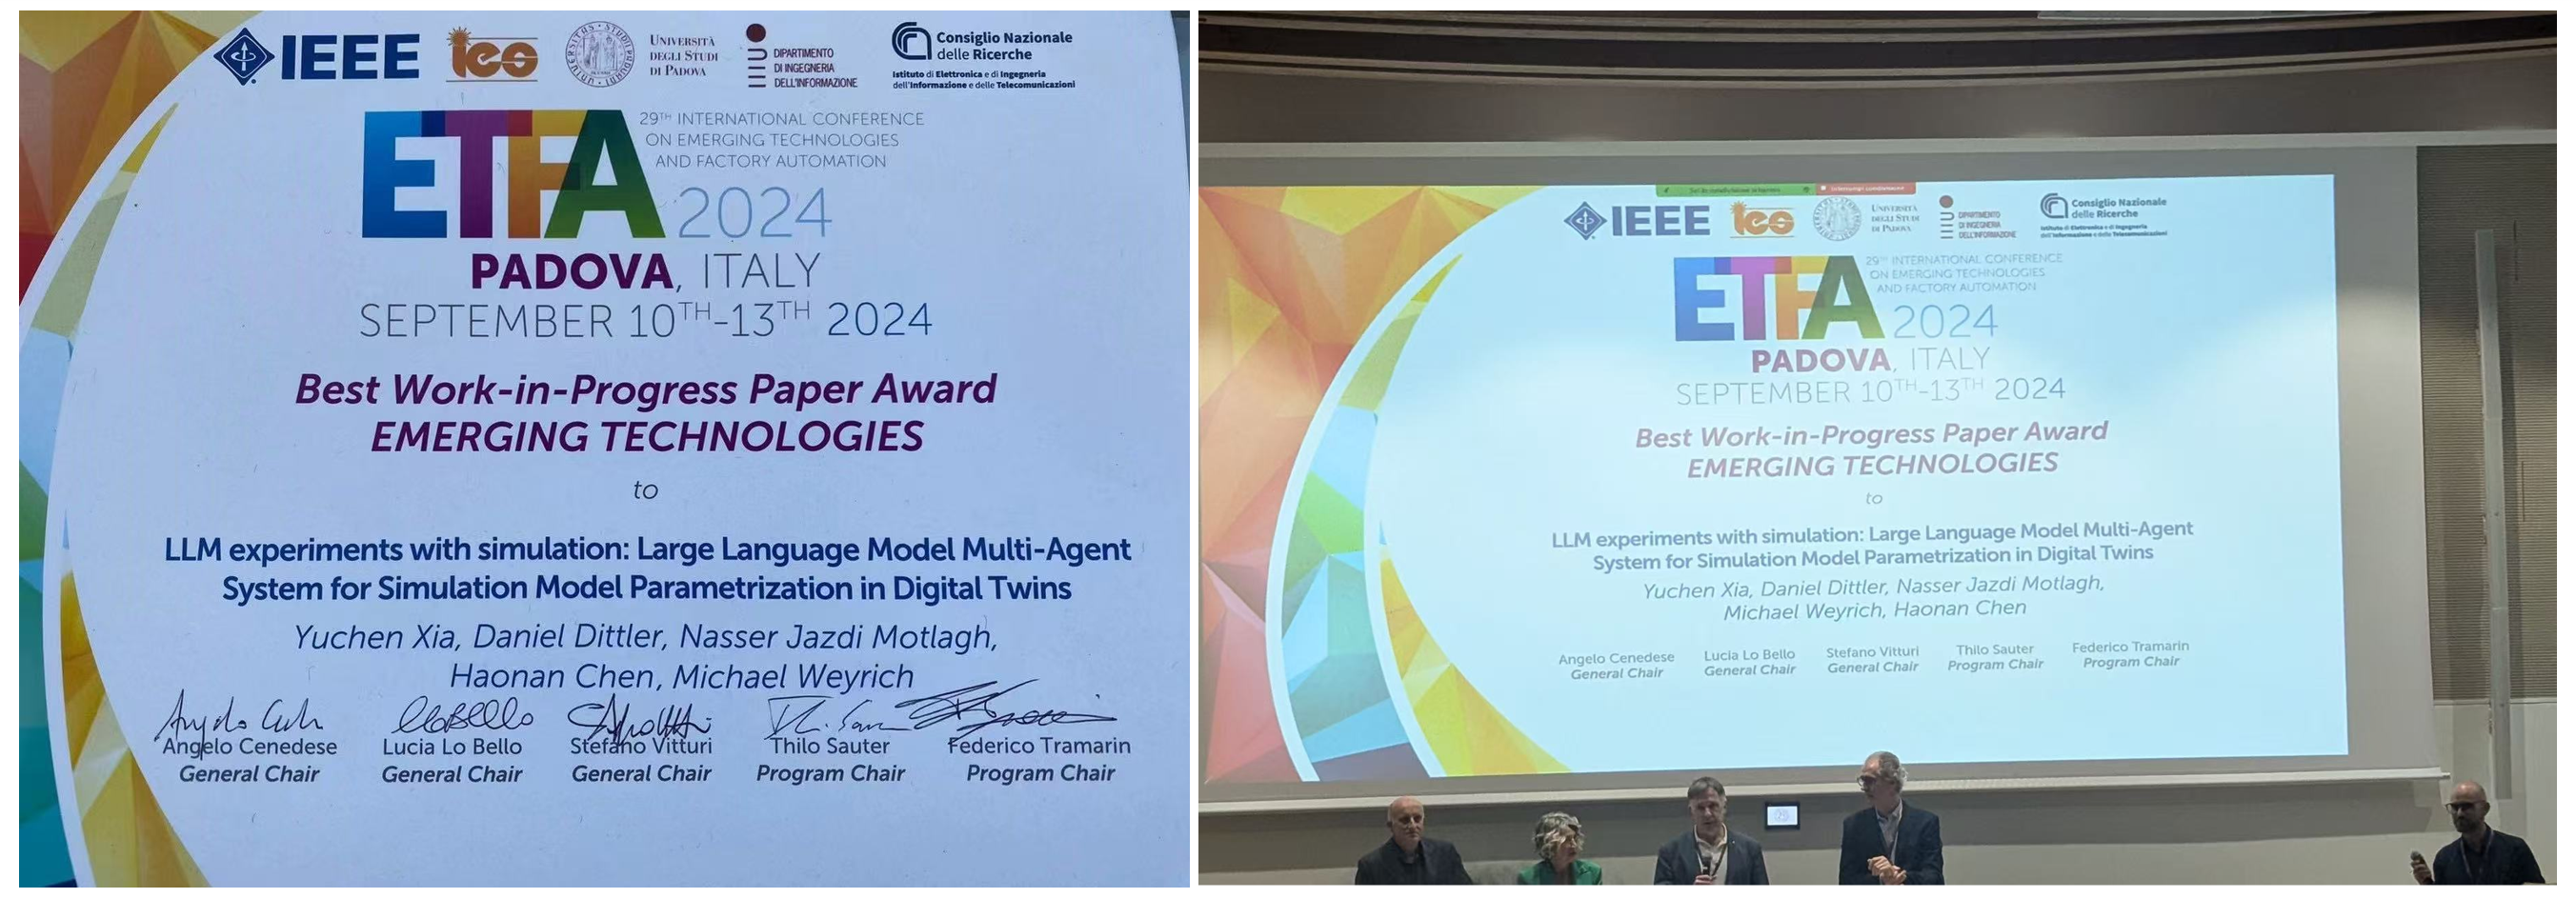 IEEE
ies
UNIVERSITÀ
DEGLI STUDI
DI PADOVA
DIPARTIMENTO
DI INGEGNERIA
DELL'INFORMAZIONE
Consiglio Nazionale
delle Ricerche
Istituto di Elettronica e di Ingegneria
dell'Informazione e delle Telecomunicazioni
ETFA
29TH INTERNATIONAL CONFERENCE
ON EMERGING TECHNOLOGIES
AND FACTORY AUTOMATION
2024
PADOVA, ITALY
SEPTEMBER 10TH-13TH 2024
Best Work-in-Progress Paper Award
EMERGING TECHNOLOGIES
to
LLM experiments with simulation: Large Language Model Multi-Agent
System for Simulation Model Parametrization in Digital Twins
Yuchen Xia, Daniel Dittler, Nasser Jazdi Motlagh,
Haonan Chen, Michael Weyrich
Angelo Cenedese
General Chair
Lucia Lo Bello
General Chair
Stefano Vitturi
General Chair
Thilo Sauter
Program Chair
Federico Tramarin
Program Chair
IEEE
ies
UNIVERSITÀ
DEGLI STUDI
DI PADOVA
DIPARTIMENTO
DI INGEGNERIA
DELL'INFORMAZIONE
Consiglio Nazionale
delle Ricerche
Istituto di Elettronica e di Ingegneria
dell'Informazione e delle Telecomunicazioni
ETFA
29TH INTERNATIONAL CONFERENCE
ON EMERGING TECHNOLOGIES
AND FACTORY AUTOMATION
2024
PADOVA, ITALY
SEPTEMBER 10TH-13TH 2024
Best Work-in-Progress Paper Award
EMERGING TECHNOLOGIES
to
LLM experiments with simulation: Large Language Model Multi-Agent
System for Simulation Model Parametrization in Digital Twins
Yuchen Xia, Daniel Dittler, Nasser Jazdi Motlagh,
Michael Weyrich, Haonan Chen
Angelo Cenedese
General Chair
Lucia Lo Bello
General Chair
Stefano Vitturi
General Chair
Thilo Sauter
Program Chair
Federico Tramarin
Program Chair